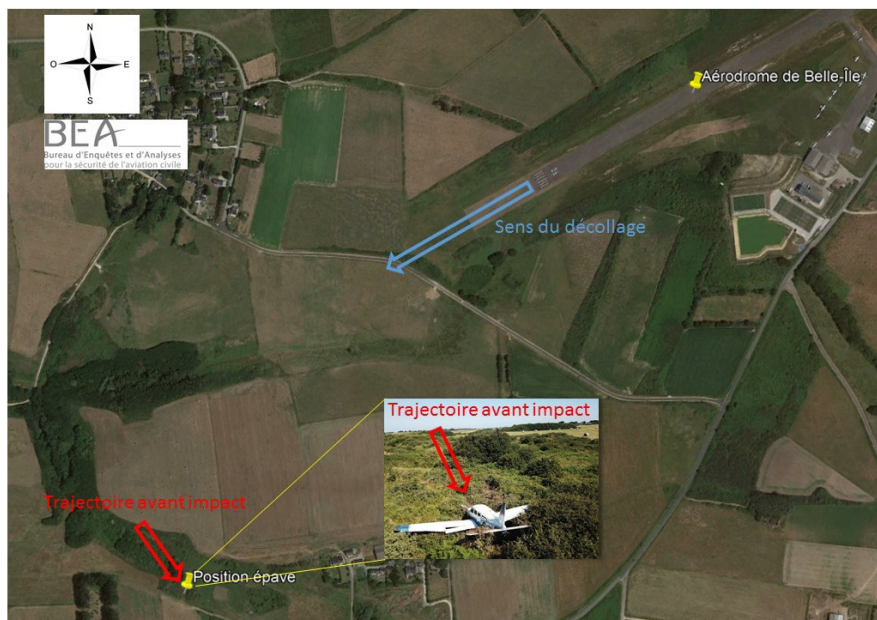 N
O
E
S
BEA
Bureau d'Enquêtes et d'Analyses
pour la sécurité de l'aviation civile
Aérodrome de Belle-Île
Sens du décollage
Trajectoire avant impact
Trajectoire avant impact
Position épave